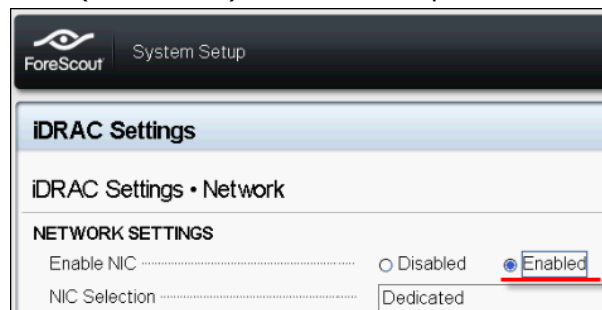 ForeScout
System Setup
iDRAC Settings
iDRAC Settings • Network
NETWORK SETTINGS
Enable NIC Disabled Enabled
NIC Selection Dedicated